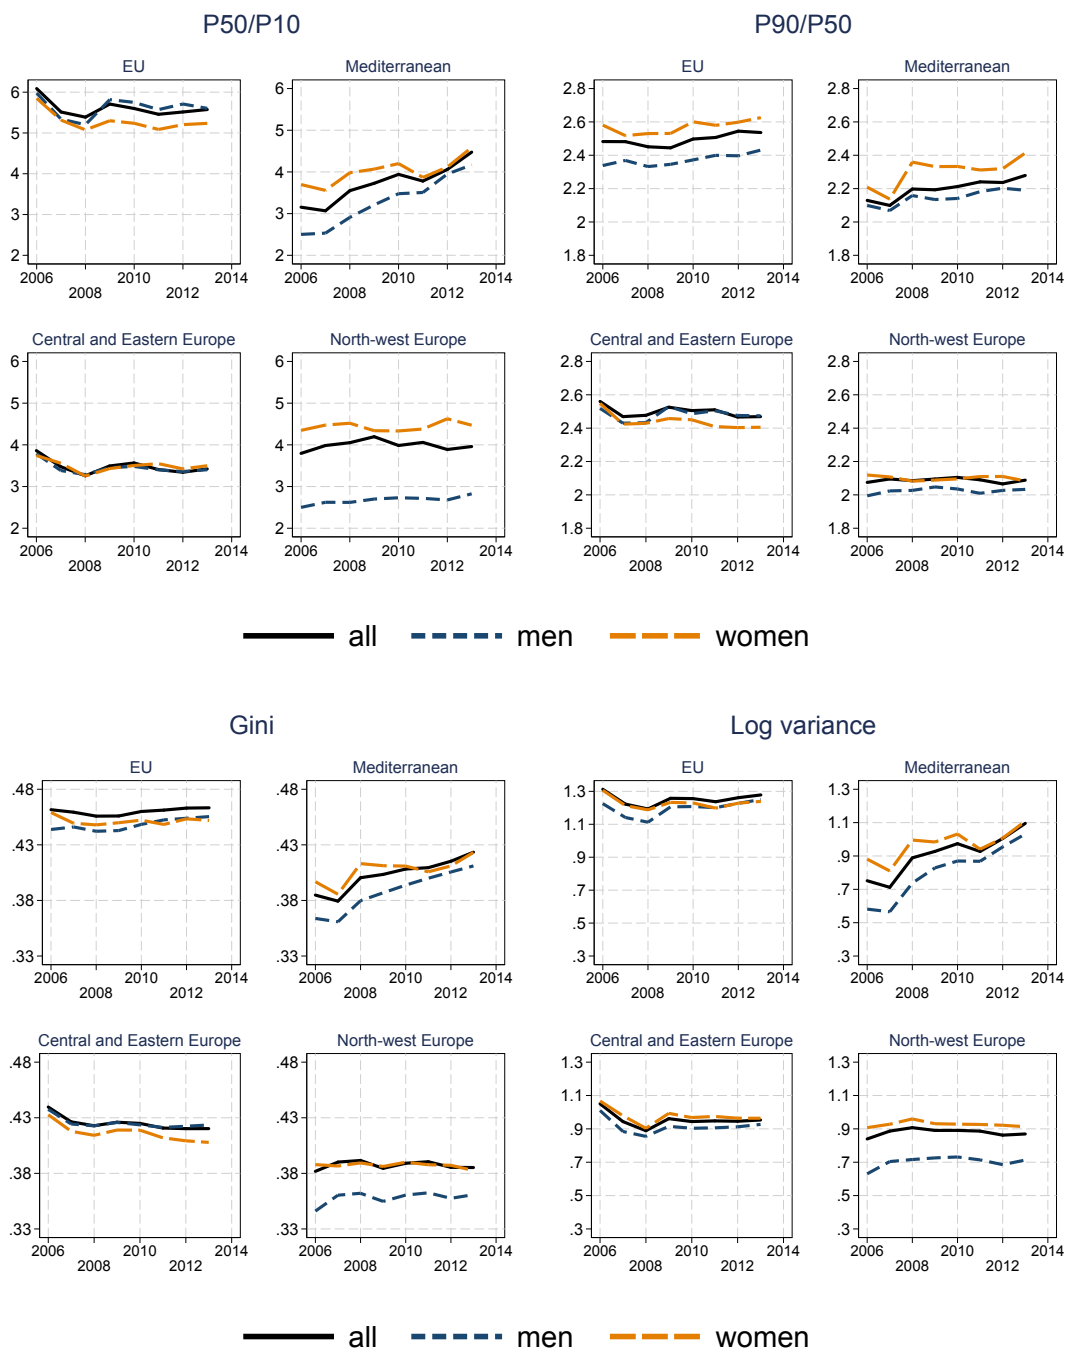 P50/P10
P90/P50
EU
Mediterranean
EU
Mediterranean
6
5
4
3
2
6
5
4
3
2
2.8
2.6
2.4
2.2
2
1.8
2.8
2.6
2.4
2.2
2
1.8
2006 2010 2014
2008 2012
2006 2010 2014
2008 2012
2006 2010 2014
2008 2012
2006 2010 2014
2008 2012
Central and Eastern Europe
North-west Europe
Central and Eastern Europe
North-west Europe
6
5
4
3
2
6
5
4
3
2
2.8
2.6
2.4
2.2
2
1.8
2.8
2.6
2.4
2.2
2
1.8
2006 2010 2014
2008 2012
2006 2010 2014
2008 2012
2006 2010 2014
2008 2012
2006 2010 2014
2008 2012
all men women
Gini
Log variance
EU
Mediterranean
EU
Mediterranean
.48
.43
.38
.33
.48
.43
.38
.33
1.3
1.1
.9
.7
.5
.3
1.3
1.1
.9
.7
.5
.3
2006 2010 2014
2008 2012
2006 2010 2014
2008 2012
2006 2010 2014
2008 2012
2006 2010 2014
2008 2012
Central and Eastern Europe
North-west Europe
Central and Eastern Europe
North-west Europe
.48
.43
.38
.33
.48
.43
.38
.33
1.3
1.1
.9
.7
.5
.3
1.3
1.1
.9
.7
.5
.3
2006 2010 2014
2008 2012
2006 2010 2014
2008 2012
2006 2010 2014
2008 2012
2006 2010 2014
2008 2012
all men women